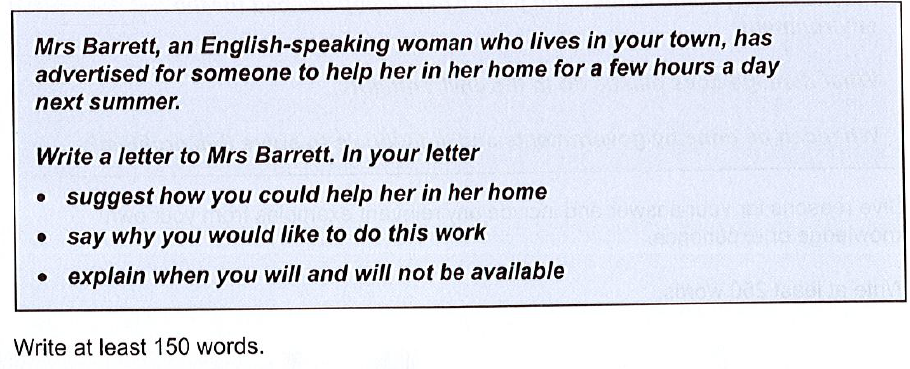 Mrs Barrett, an English-speaking woman who lives in your town, has
advertised for someone to help her in her home for a few hours a day
next summer.
Write a letter to Mrs Barrett. In your letter
• suggest how you could help her in her home
• say why you would like to do this work
• explain when you will and will not be available
Write at least 150 words.